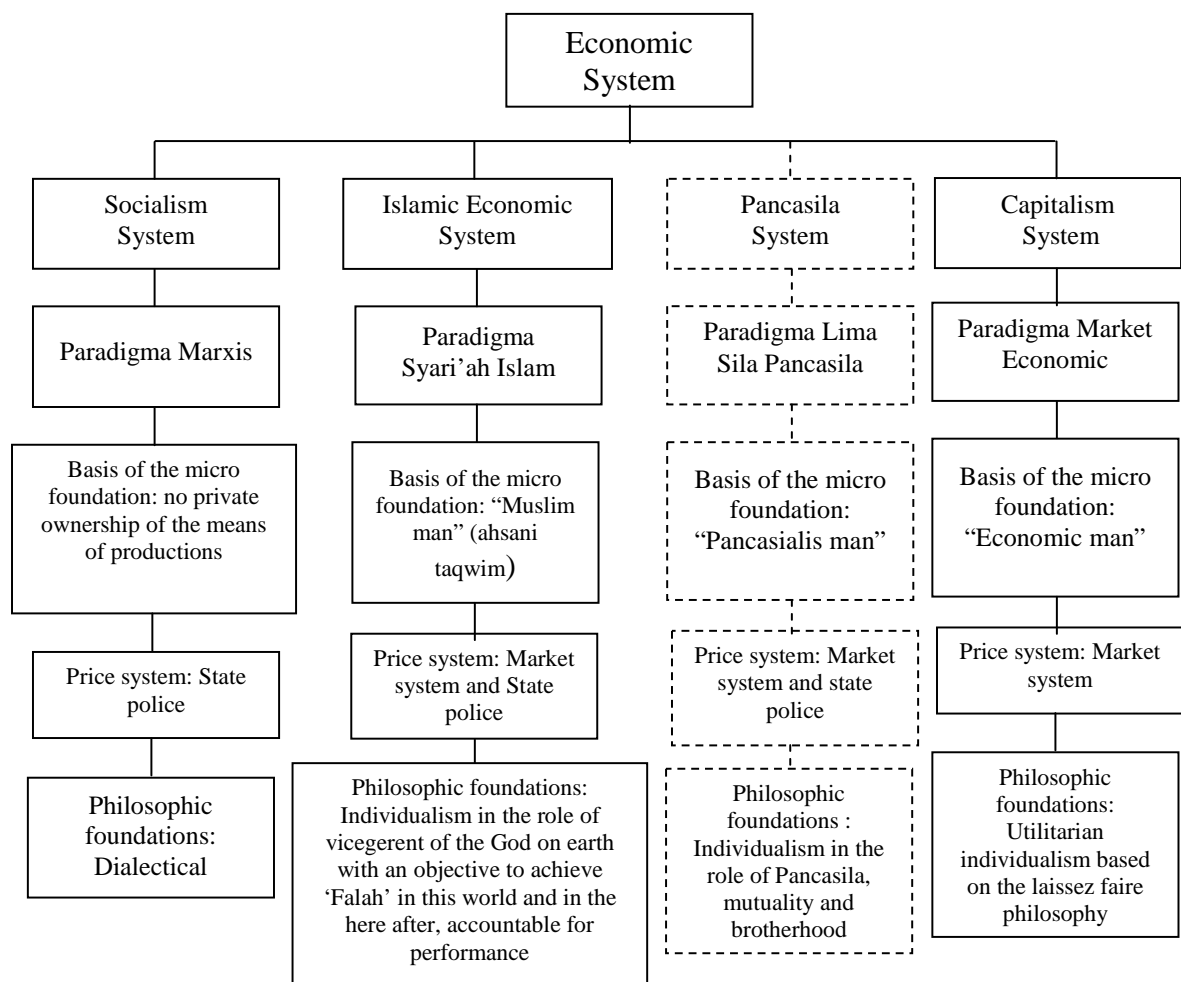 Economic
System
Socialism
System
Islamic Economic
System
Pancasila
System
Capitalism
System
Paradigma Marxis
Paradigma
Syari’ah Islam
Paradigma Lima
Sila Pancasila
Paradigma Market
Economic
Basis of the micro
foundation: no private
ownership of the means
of productions
Basis of the micro
foundation: “Muslim
man” (ahsani
taqwim)
Basis of the micro
foundation:
“Pancasialis man”
Basis of the micro
foundation:
“Economic man”
Price system: State
police
Price system: Market
system and State
police
Price system: Market
system and state
police
Price system: Market
system
Philosophic
foundations:
Dialectical
Philosophic foundations:
Individualism in the role of
vicegerent of the God on earth
with an objective to achieve
‘Falah’ in this world and in the
here after, accountable for
performance
Philosophic
foundations :
Individualism in the
role of Pancasila,
mutuality and
brotherhood
Philosophic
foundations:
Utilitarian
individualism based
on the laissez faire
philosophy